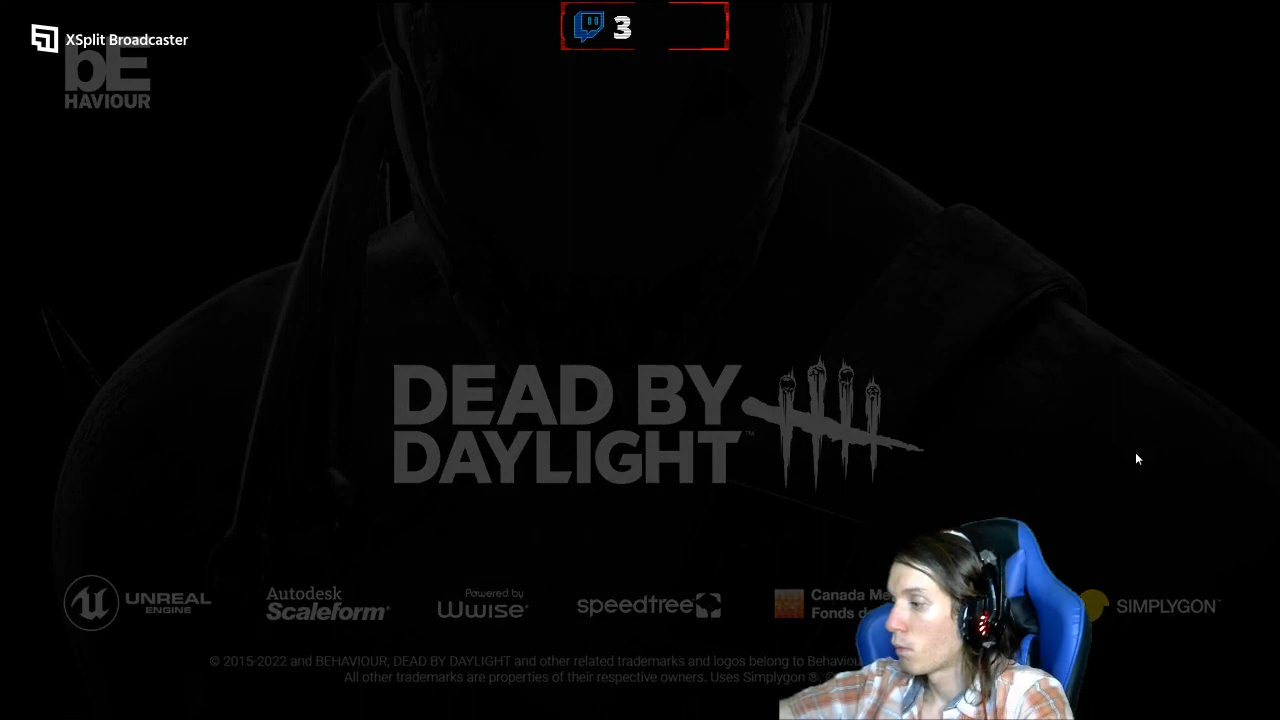 XSplit Broadcaster
3
bE
HAVIOUR
DEAD BY
DAYLIGHT™
UNREAL
ENGINE
Autodesk
Scaleform®
Powered by
Wwise®
speedtree
Canada Me
Fonds d
SIMPLYGON™
© 2015-2022 and BEHAVIOUR, DEAD BY DAYLIGHT and other related trademarks and logos belong to Behaviou
All other trademarks are properties of their respective owners. Uses Simplygon ®,